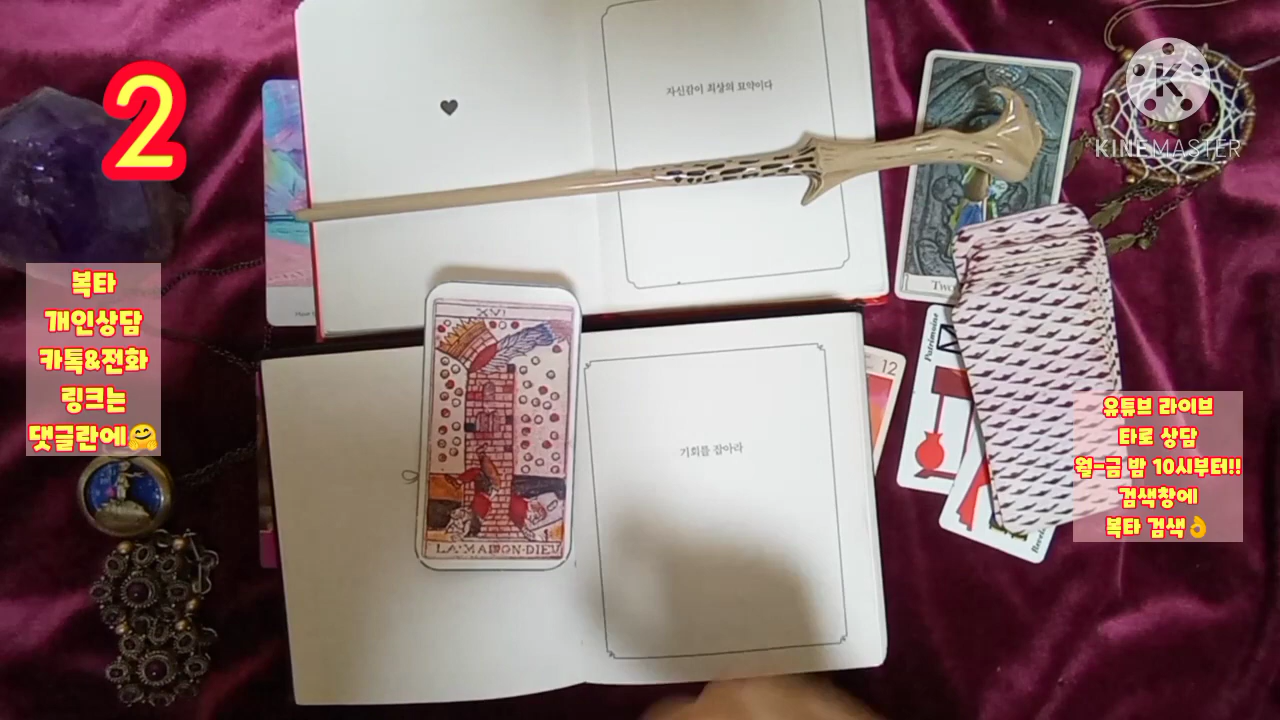 2
자신감이 최상의 묘약이다
KINEMASTER
복타
개인상담
카톡&전화
링크는
댓글란에🤗
XVI
LA·MAISON·DIEU
기회를 잡아라
Two
Patrimoine
12
유튜브 라이브
타로 상담
월-금 밤 10시부터!!
검색창에
복타 검색👌